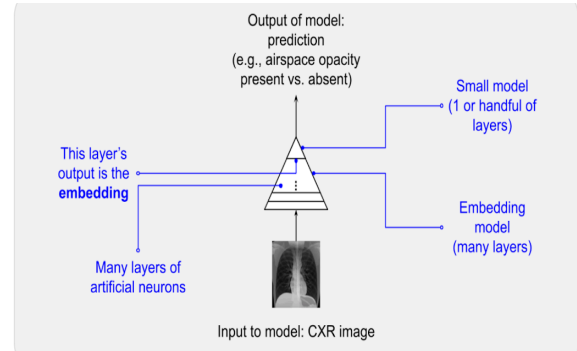 Output of model:
prediction
(e.g., airspace opacity
present vs. absent)
Small model
(1 or handful of
layers)
This layer's
output is the
embedding
Embedding
model
(many layers)
Many layers of
artificial neurons
Input to model: CXR image